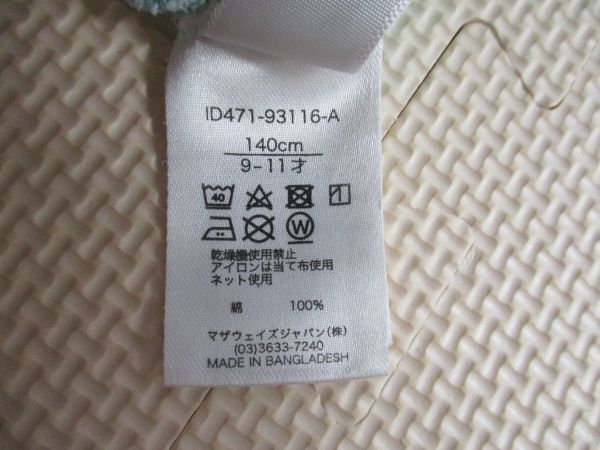 ID471-93116-A
140cm
9-11才
40
W
乾燥機使用禁止
アイロンは当て布使用
ネット使用
綿 100%
マザウェイズジャパン(株)
(03)3633-7240
MADE IN BANGLADESH